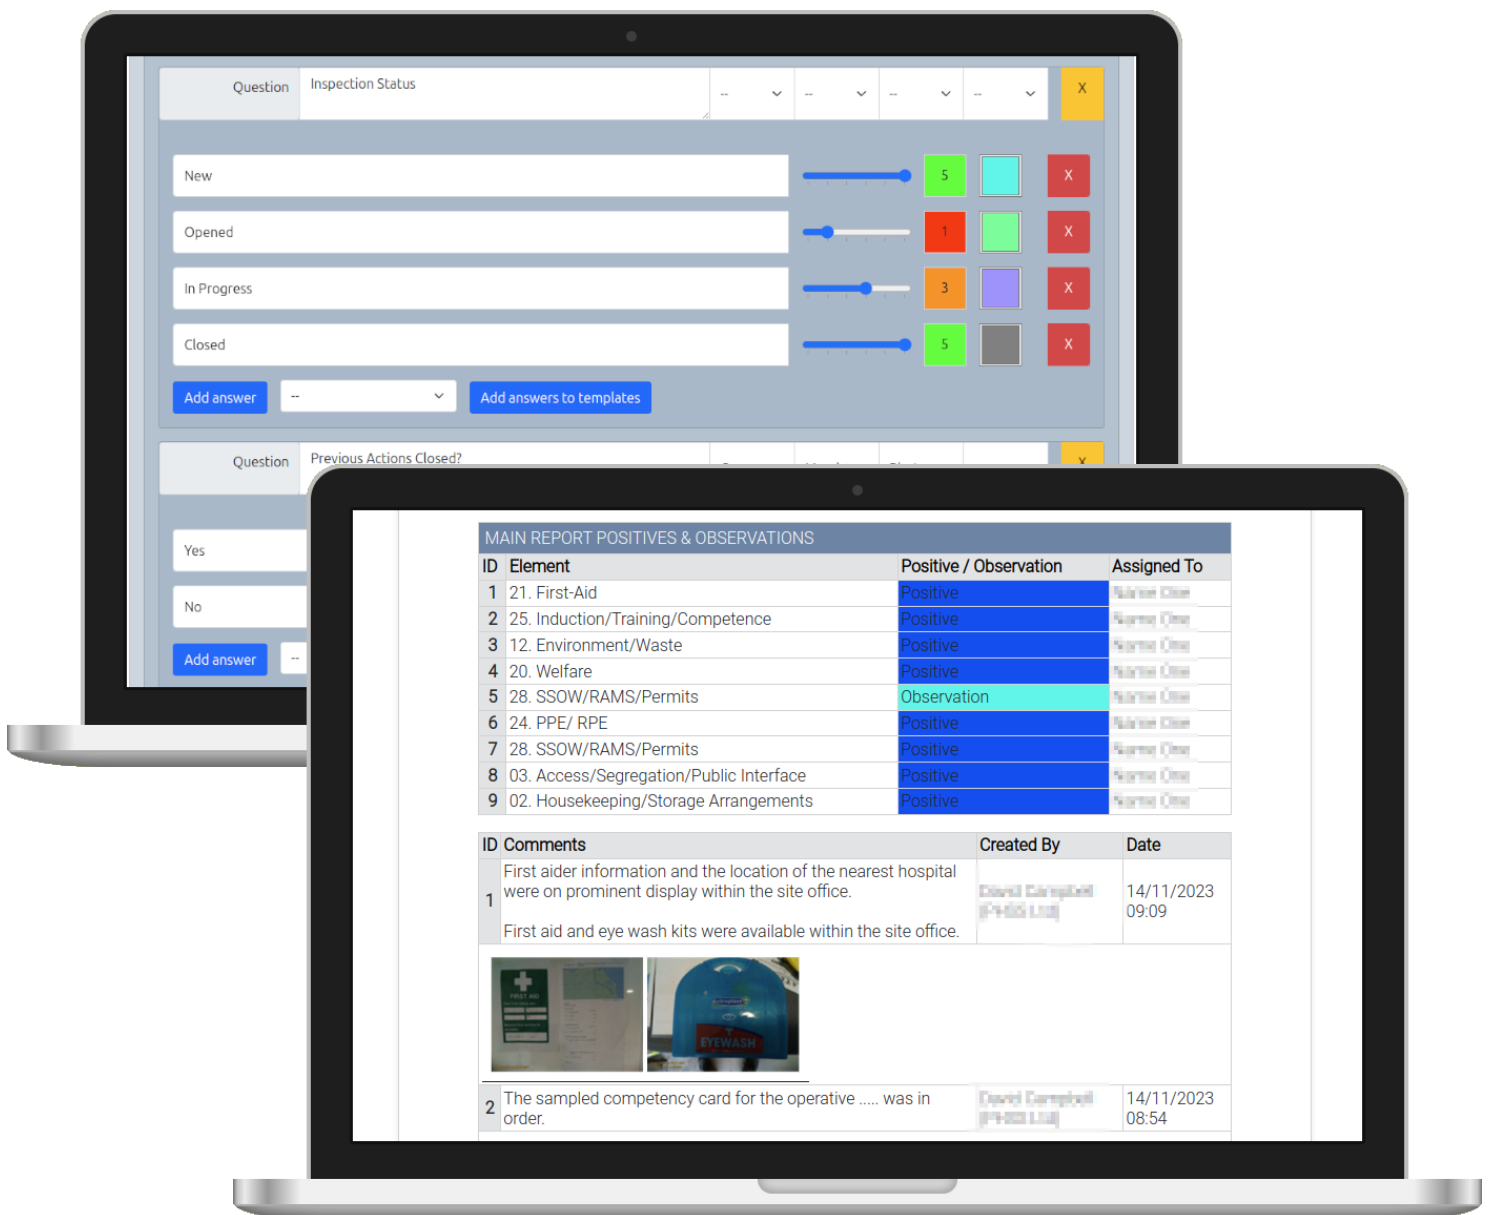 Question Inspection Status -- -- -- -- X
New 5 X
Opened 1 X
In Progress 3 X
Closed 5 X
Add answer -- Add answers to templates
Question Previous Actions Closed? X
Yes
No
Add answer --
MAIN REPORT POSITIVES & OBSERVATIONS
ID Element Positive / Observation Assigned To
1 21. First-Aid Positive
2 25. Induction/Training/Competence Positive
3 12. Environment/Waste Positive
4 20. Welfare Positive
5 28. SSOW/RAMS/Permits Observation
6 24. PPE/ RPE Positive
7 28. SSOW/RAMS/Permits Positive
8 03. Access/Segregation/Public Interface Positive
9 02. Housekeeping/Storage Arrangements Positive
ID Comments Created By Date
1 First aider information and the location of the nearest hospital
were on prominent display within the site office.
First aid and eye wash kits were available within the site office.
14/11/2023
09:09
FIRST AID
EYEWASH
2 The sampled competency card for the operative ..... was in
order.
14/11/2023
08:54